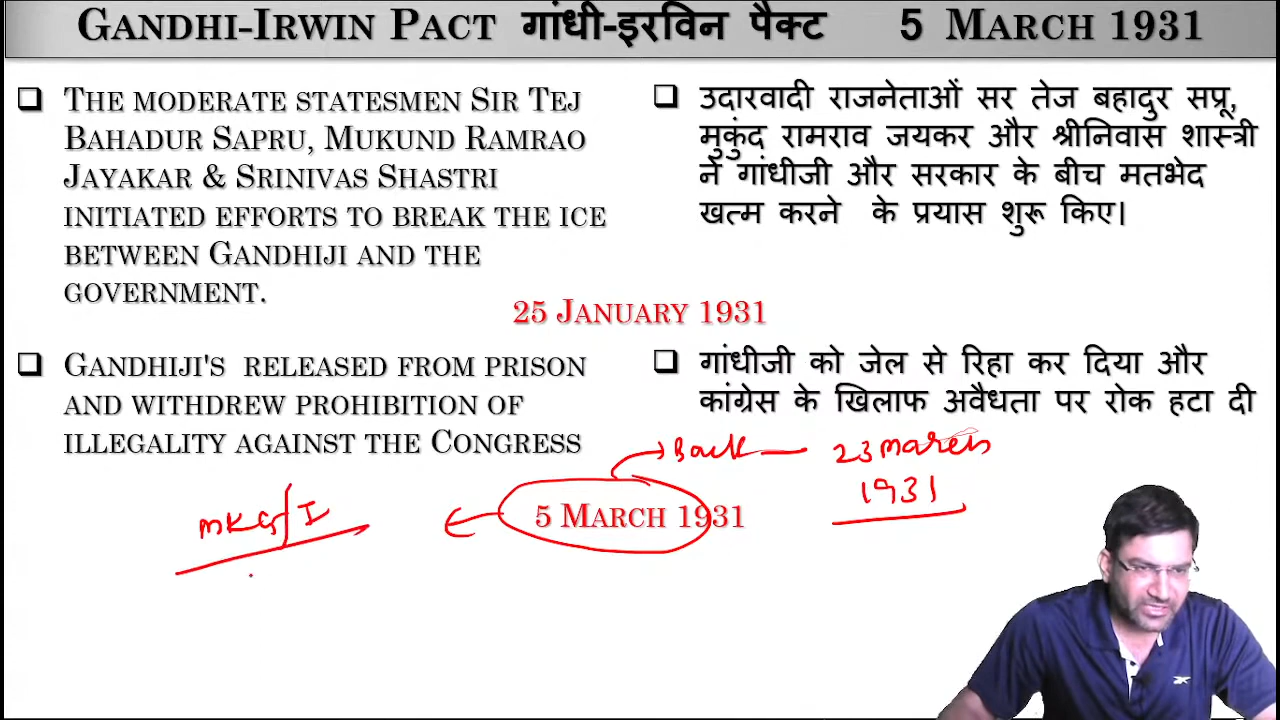 GANDHI-IRWIN PACT गांधी-इरविन पैक्ट 5 MARCH 1931
THE MODERATE STATESMEN SIR TEJ
BAHADUR SAPRU, MUKUND RAMRAO
JAYAKAR & SRINIVAS SHASTRI
INITIATED EFFORTS TO BREAK THE ICE
BETWEEN GANDHIJI AND THE
GOVERNMENT.
उदारवादी राजनेताओं सर तेज बहादुर सप्रू,
मुकुंद रामराव जयकर और श्रीनिवास शास्त्री
ने गांधीजी और सरकार के बीच मतभेद
खत्म करने के प्रयास शुरू किए।
25 JANUARY 1931
GANDHIJI'S RELEASED FROM PRISON
AND WITHDREW PROHIBITION OF
ILLEGALITY AGAINST THE CONGRESS
गांधीजी को जेल से रिहा कर दिया और
कांग्रेस के खिलाफ अवैधता पर रोक हटा दी
Back 23 march
1931
MKG/I
5 MARCH 1931